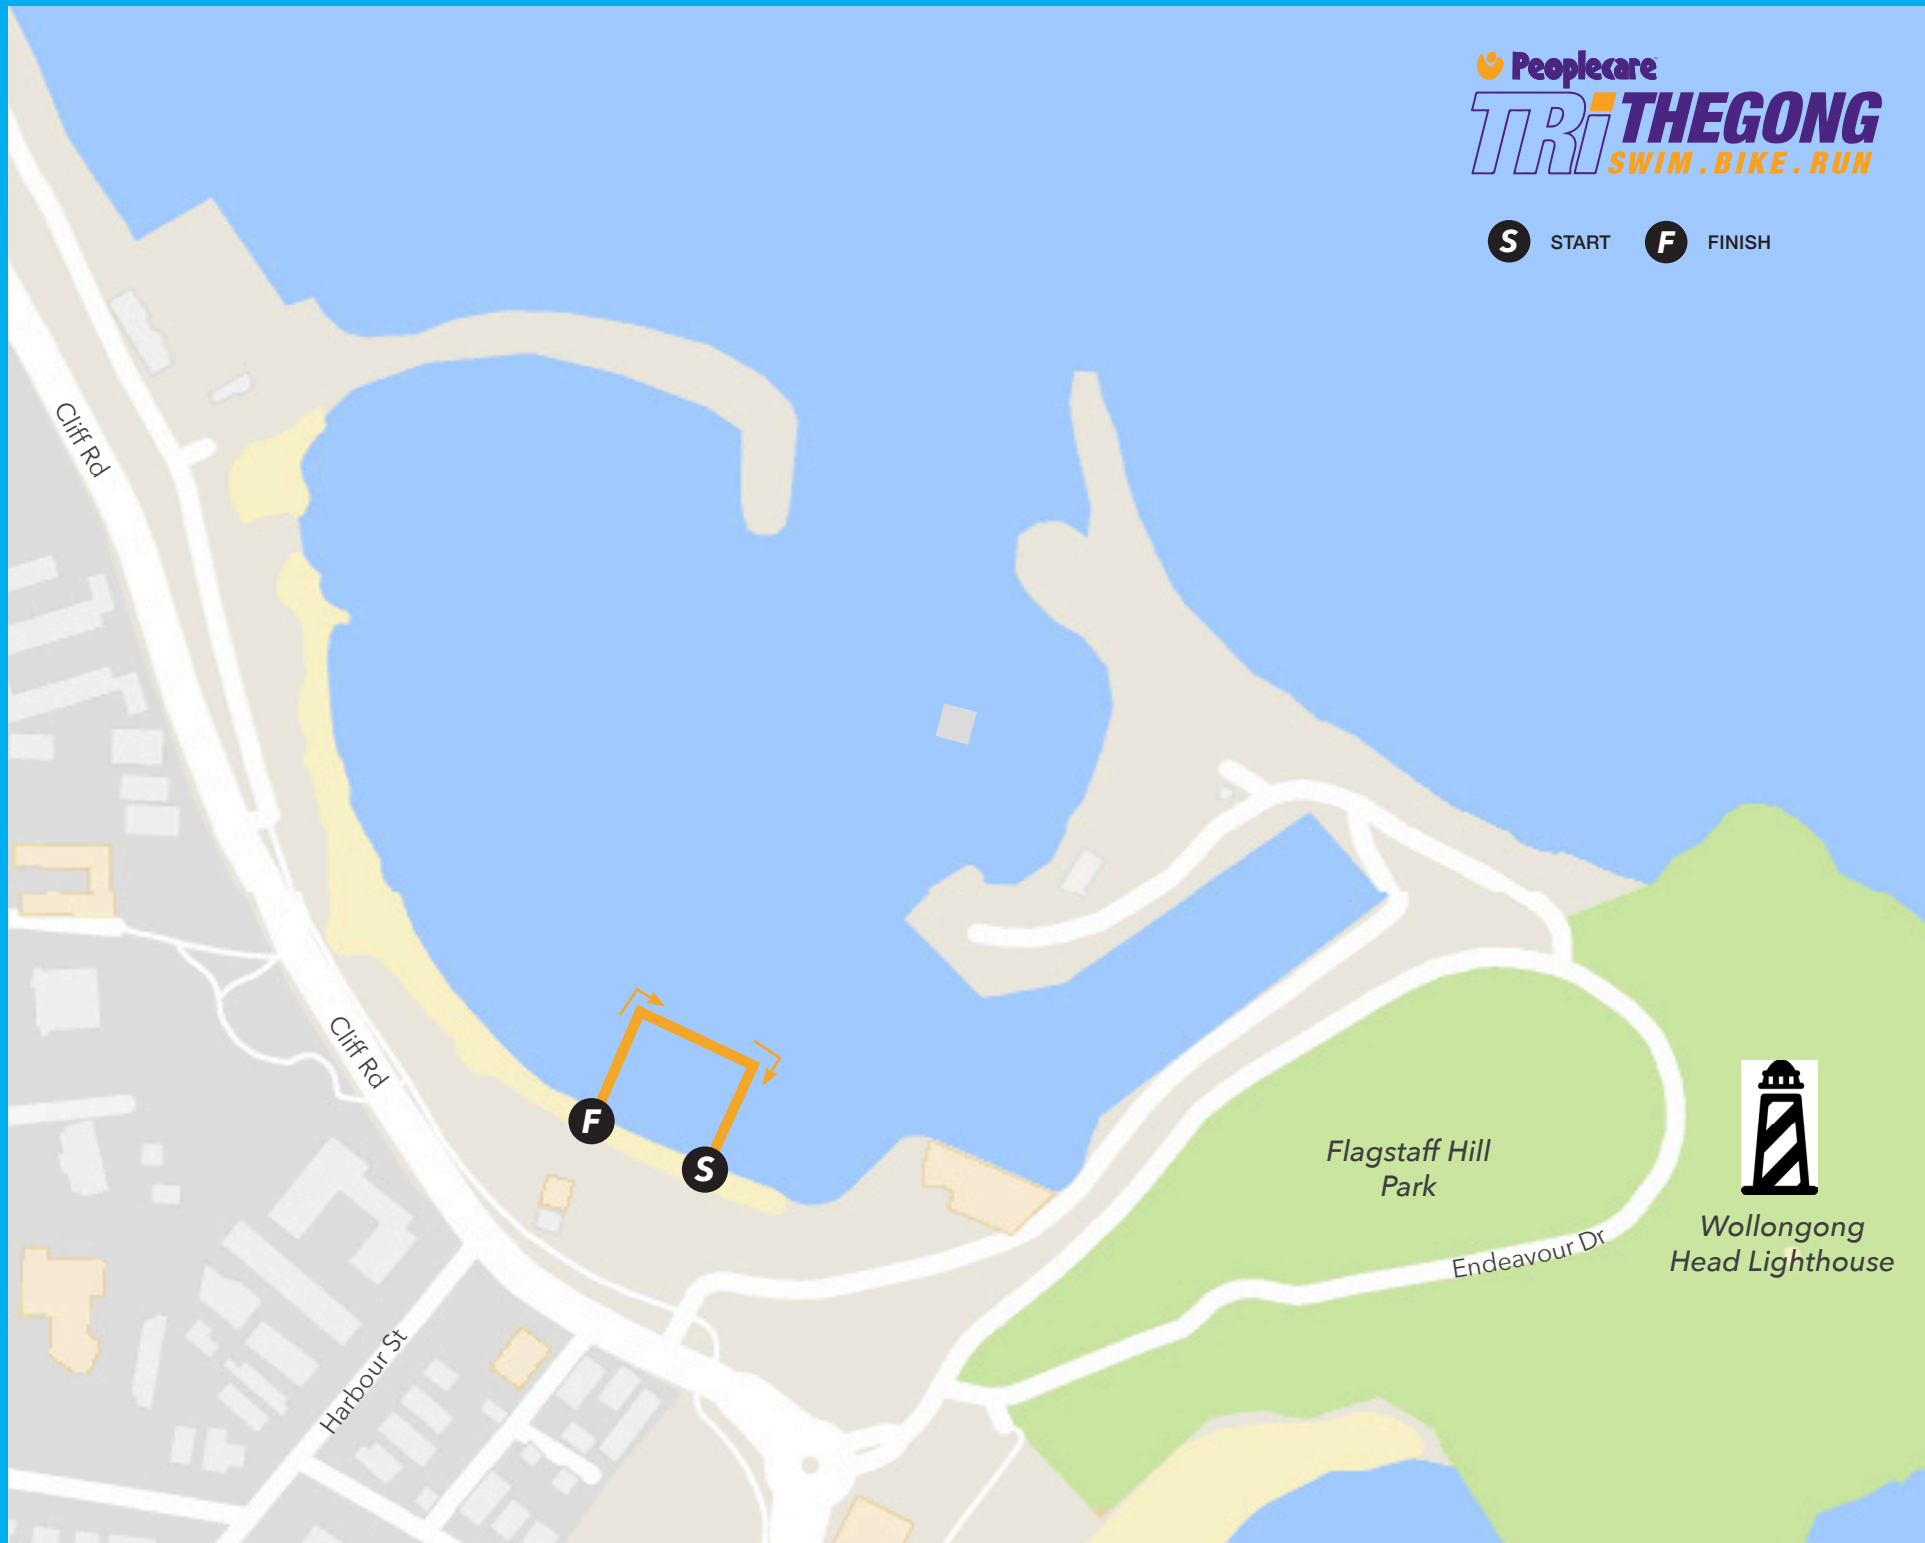 Peoplecare
TRi THEGONG
SWIM.BIKE.RUN
S START F FINISH
Cliff Rd
Cliff Rd
F
S
Flagstaff Hill
Park
Wollongong
Head Lighthouse
Endeavour Dr
Harbour St